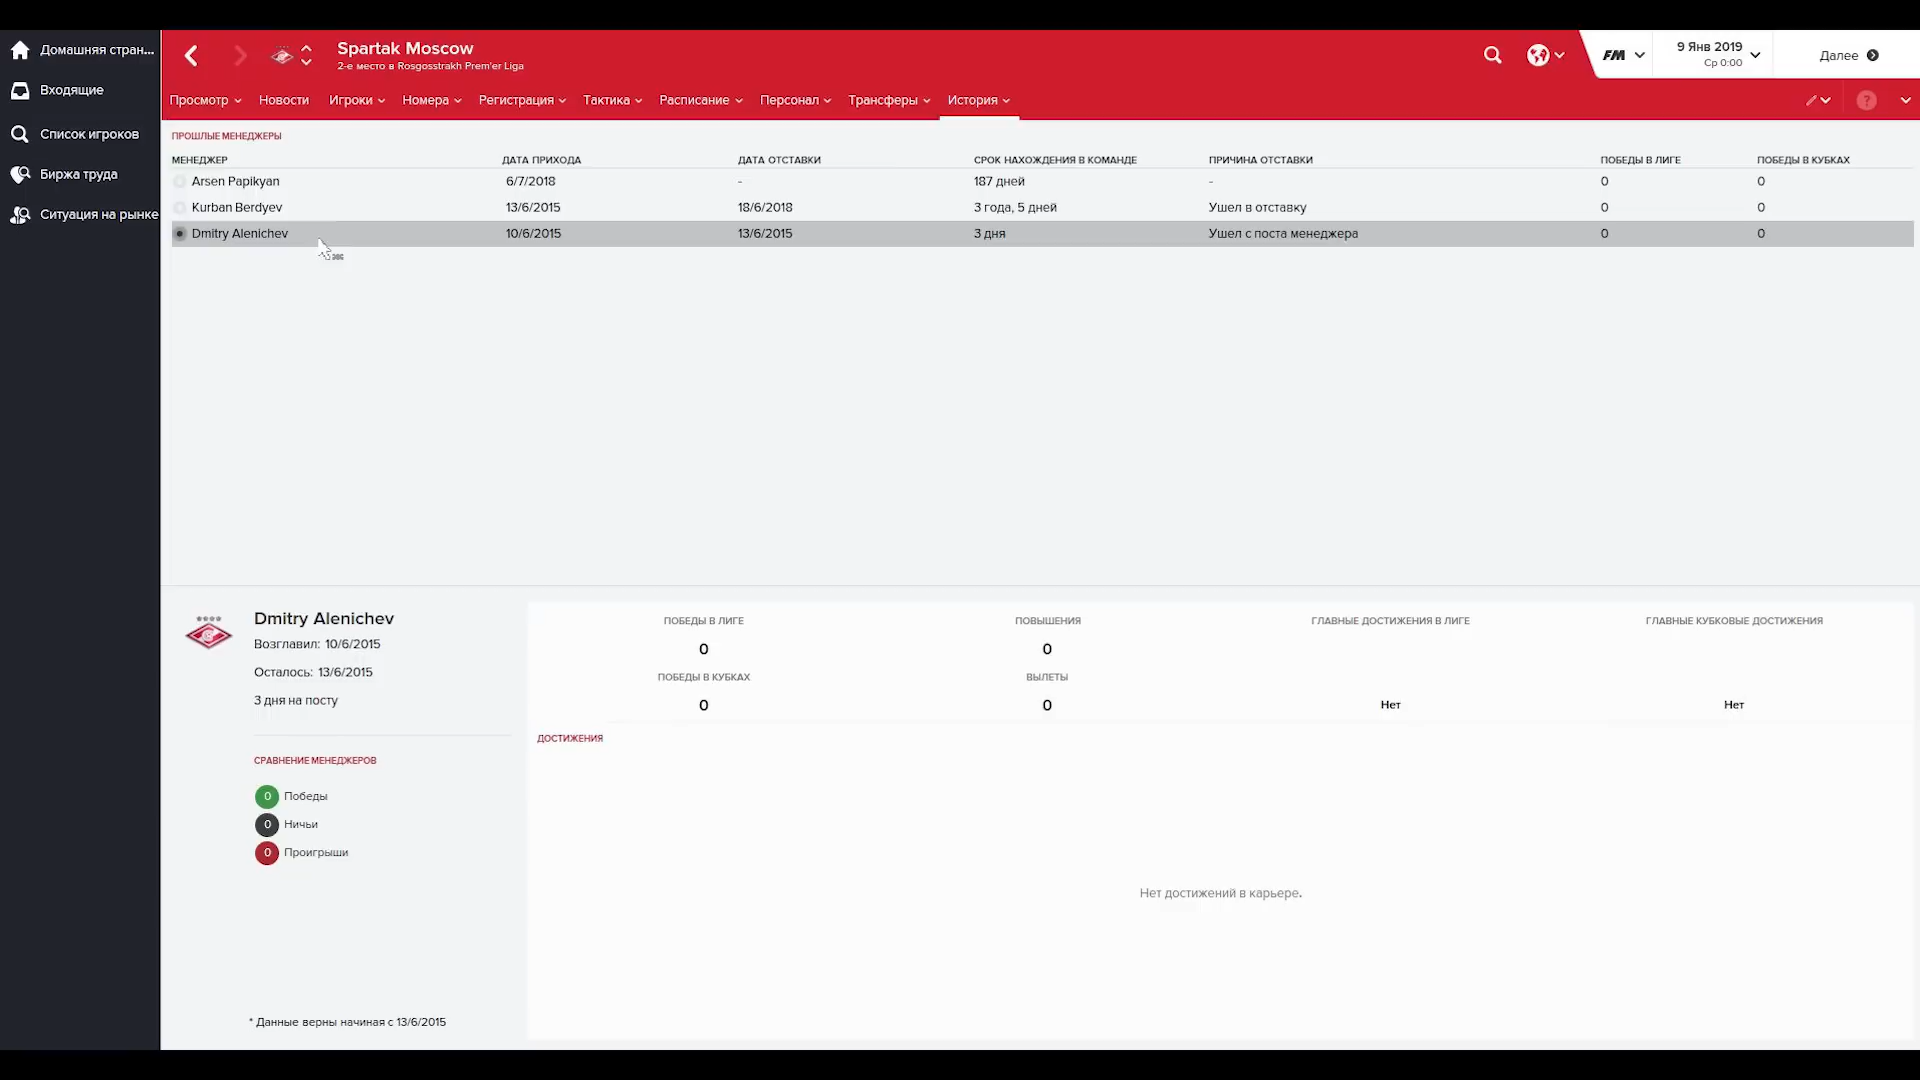 Домашняя стран...
Входящие
Список игроков
Биржа труда
Ситуация на рынке
Spartak Moscow
2-е место в Rosgosstrakh Prem'er Liga
FM
9 Янв 2019
Ср 0:00
Далее
Просмотр Новости Игроки Номера Регистрация Тактика Расписание Персонал Трансферы История
?
ПРОШЛЫЕ МЕНЕДЖЕРЫ
МЕНЕДЖЕР ДАТА ПРИХОДА ДАТА ОТСТАВКИ СРОК НАХОЖДЕНИЯ В КОМАНДЕ ПРИЧИНА ОТСТАВКИ ПОБЕДЫ В ЛИГЕ ПОБЕДЫ В КУБКАХ
Arsen Papikyan 6/7/2018 - 187 дней - 0 0
Kurban Berdyev 13/6/2015 18/6/2018 3 года, 5 дней Ушел в отставку 0 0
Dmitry Alenichev 10/6/2015 13/6/2015 3 дня Ушел с поста менеджера 0 0
Dmitry Alenichev
Возглавил: 10/6/2015
Осталось: 13/6/2015
3 дня на посту
СРАВНЕНИЕ МЕНЕДЖЕРОВ
0 Победы
0 Ничьи
0 Проигрыши
* Данные верны начиная с 13/6/2015
ПОБЕДЫ В ЛИГЕ ПОВЫШЕНИЯ ГЛАВНЫЕ ДОСТИЖЕНИЯ В ЛИГЕ ГЛАВНЫЕ КУБКОВЫЕ ДОСТИЖЕНИЯ
0 0
ПОБЕДЫ В КУБКАХ ВЫЛЕТЫ
0 0 Нет Нет
ДОСТИЖЕНИЯ
Нет достижений в карьере.